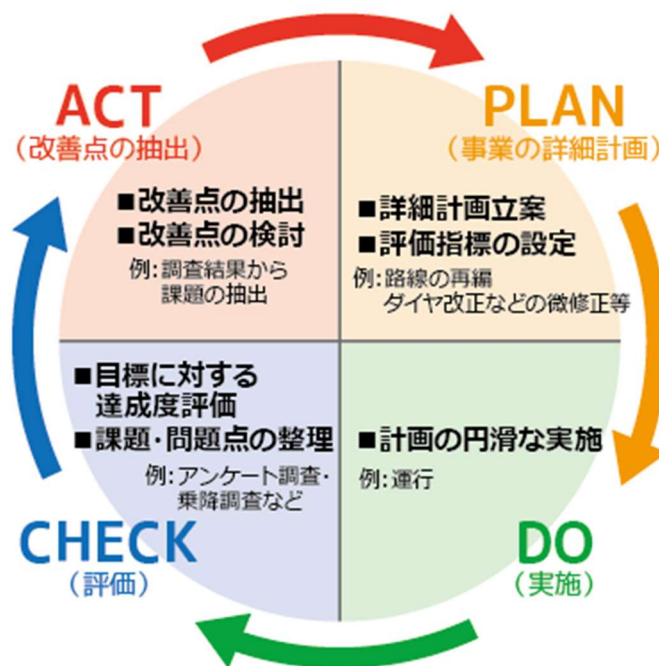 ACT
(改善点の抽出)
■改善点の抽出
■改善点の検討
例:調査結果から
課題の抽出
PLAN
(事業の詳細計画)
■詳細計画立案
■評価指標の設定
例:路線の再編
ダイヤ改正などの微修正等
■目標に対する
達成度評価
■課題・問題点の整理
例:アンケート調査・
乗降調査など
CHECK
(評価)
■計画の円滑な実施
例:運行
DO
(実施)